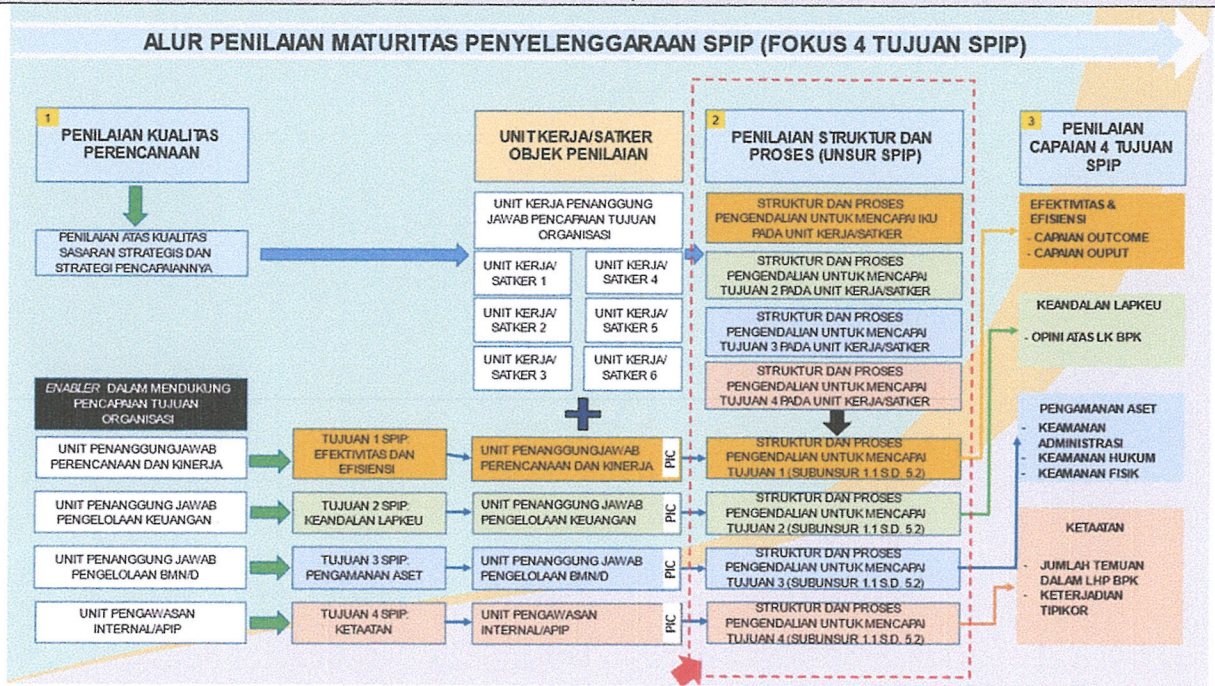 ALUR PENILAIAN MATURITAS PENYELENGGARAAN SPIP (FOKUS 4 TUJUAN SPIP)
1
PENILAIAN KUALITAS
PERENCANAAN
PENILAIAN ATAS KUALITAS
SASARAN STRATEGIS DAN
STRATEGI PENCAPAIANNYA
UNIT KERJA/SATKER
OBJEK PENILAIAN
UNIT KERJA PENANGGUNG
JAWAB PENCAPAIAN TUJUAN
ORGANISASI
UNIT KERJA/
SATKER 1
UNIT KERJA/
SATKER 4
UNIT KERJA/
SATKER 2
UNIT KERJA/
SATKER 5
UNIT KERJA/
SATKER 3
UNIT KERJA/
SATKER 6
2
PENILAIAN STRUKTUR DAN
PROSES (UNSUR SPIP)
STRUKTUR DAN PROSES
PENGENDALIAN UNTUK MENCAPAI IKU
PADA UNIT KERJA/SATKER
STRUKTUR DAN PROSES
PENGENDALIAN UNTUK MENCAPAI
TUJUAN 2 PADA UNIT KERJA/SATKER
STRUKTUR DAN PROSES
PENGENDALIAN UNTUK MENCAPAI
TUJUAN 3 PADA UNIT KERJA/SATKER
STRUKTUR DAN PROSES
PENGENDALIAN UNTUK MENCAPAI
TUJUAN 4 PADA UNIT KERJA/SATKER
3
PENILAIAN
CAPAIAN 4 TUJUAN
SPIP
EFEKTIVITAS &
EFISIENSI
- CAPAIAN OUTCOME
- CAPAIAN OUPUT
KEANDALAN LAPKEU
- OPINI ATAS LK BPK
PENGAMANAN ASET
- KEAMANAN
ADMINISTRASI
- KEAMANAN HUKUM
- KEAMANAN FISIK
KETAATAN
- JUMLAH TEMUAN
DALAM LHP BPK
- KETERJADIAN
TIPIKOR
ENABLER DALAM MENDUKUNG
PENCAPAIAN TUJUAN
ORGANISASI
UNIT PENANGGUNGJAWAB
PERENCANAAN DAN KINERJA
TUJUAN 1 SPIP:
EFEKTIVITAS DAN
EFISIENSI
UNIT PENANGGUNGJAWAB
PERENCANAAN DAN KINERJA
PIC
STRUKTUR DAN PROSES
PENGENDALIAN UNTUK MENCAPAI
TUJUAN 1 (SUBUNSUR 1.1 S.D. 5.2)
UNIT PENANGGUNG JAWAB
PENGELOLAAN KEUANGAN
TUJUAN 2 SPIP:
KEANDALAN LAPKEU
UNIT PENANGGUNG JAWAB
PENGELOLAAN KEUANGAN
PIC
STRUKTUR DAN PROSES
PENGENDALIAN UNTUK MENCAPAI
TUJUAN 2 (SUBUNSUR 1.1 S.D. 5.2)
UNIT PENANGGUNG JAWAB
PENGELOLAAN BMN/D
TUJUAN 3 SPIP:
PENGAMANAN ASET
UNIT PENANGGUNG JAWAB
PENGELOLAAN BMN/D
PIC
STRUKTUR DAN PROSES
PENGENDALIAN UNTUK MENCAPAI
TUJUAN 3 (SUBUNSUR 1.1 S.D. 5.2)
UNIT PENGAWASAN
INTERNAL/APIP
TUJUAN 4 SPIP:
KETAATAN
UNIT PENGAWASAN
INTERNAL/APIP
PIC
STRUKTUR DAN PROSES
PENGENDALIAN UNTUK MENCAPAI
TUJUAN 4 (SUBUNSUR 1.1 S.D. 5.2)